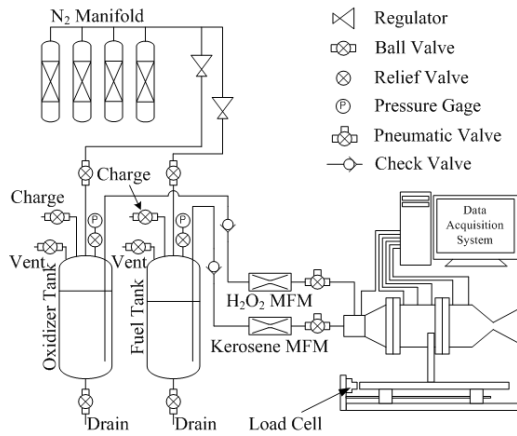 N₂ Manifold
Regulator
Ball Valve
Relief Valve
P Pressure Gage
Pneumatic Valve
Check Valve
Charge
Charge
P
P
Vent
Vent
Oxidizer Tank
Fuel Tank
Data
Acquisition
System
H₂O₂ MFM
Kerosene MFM
Load Cell
Drain
Drain